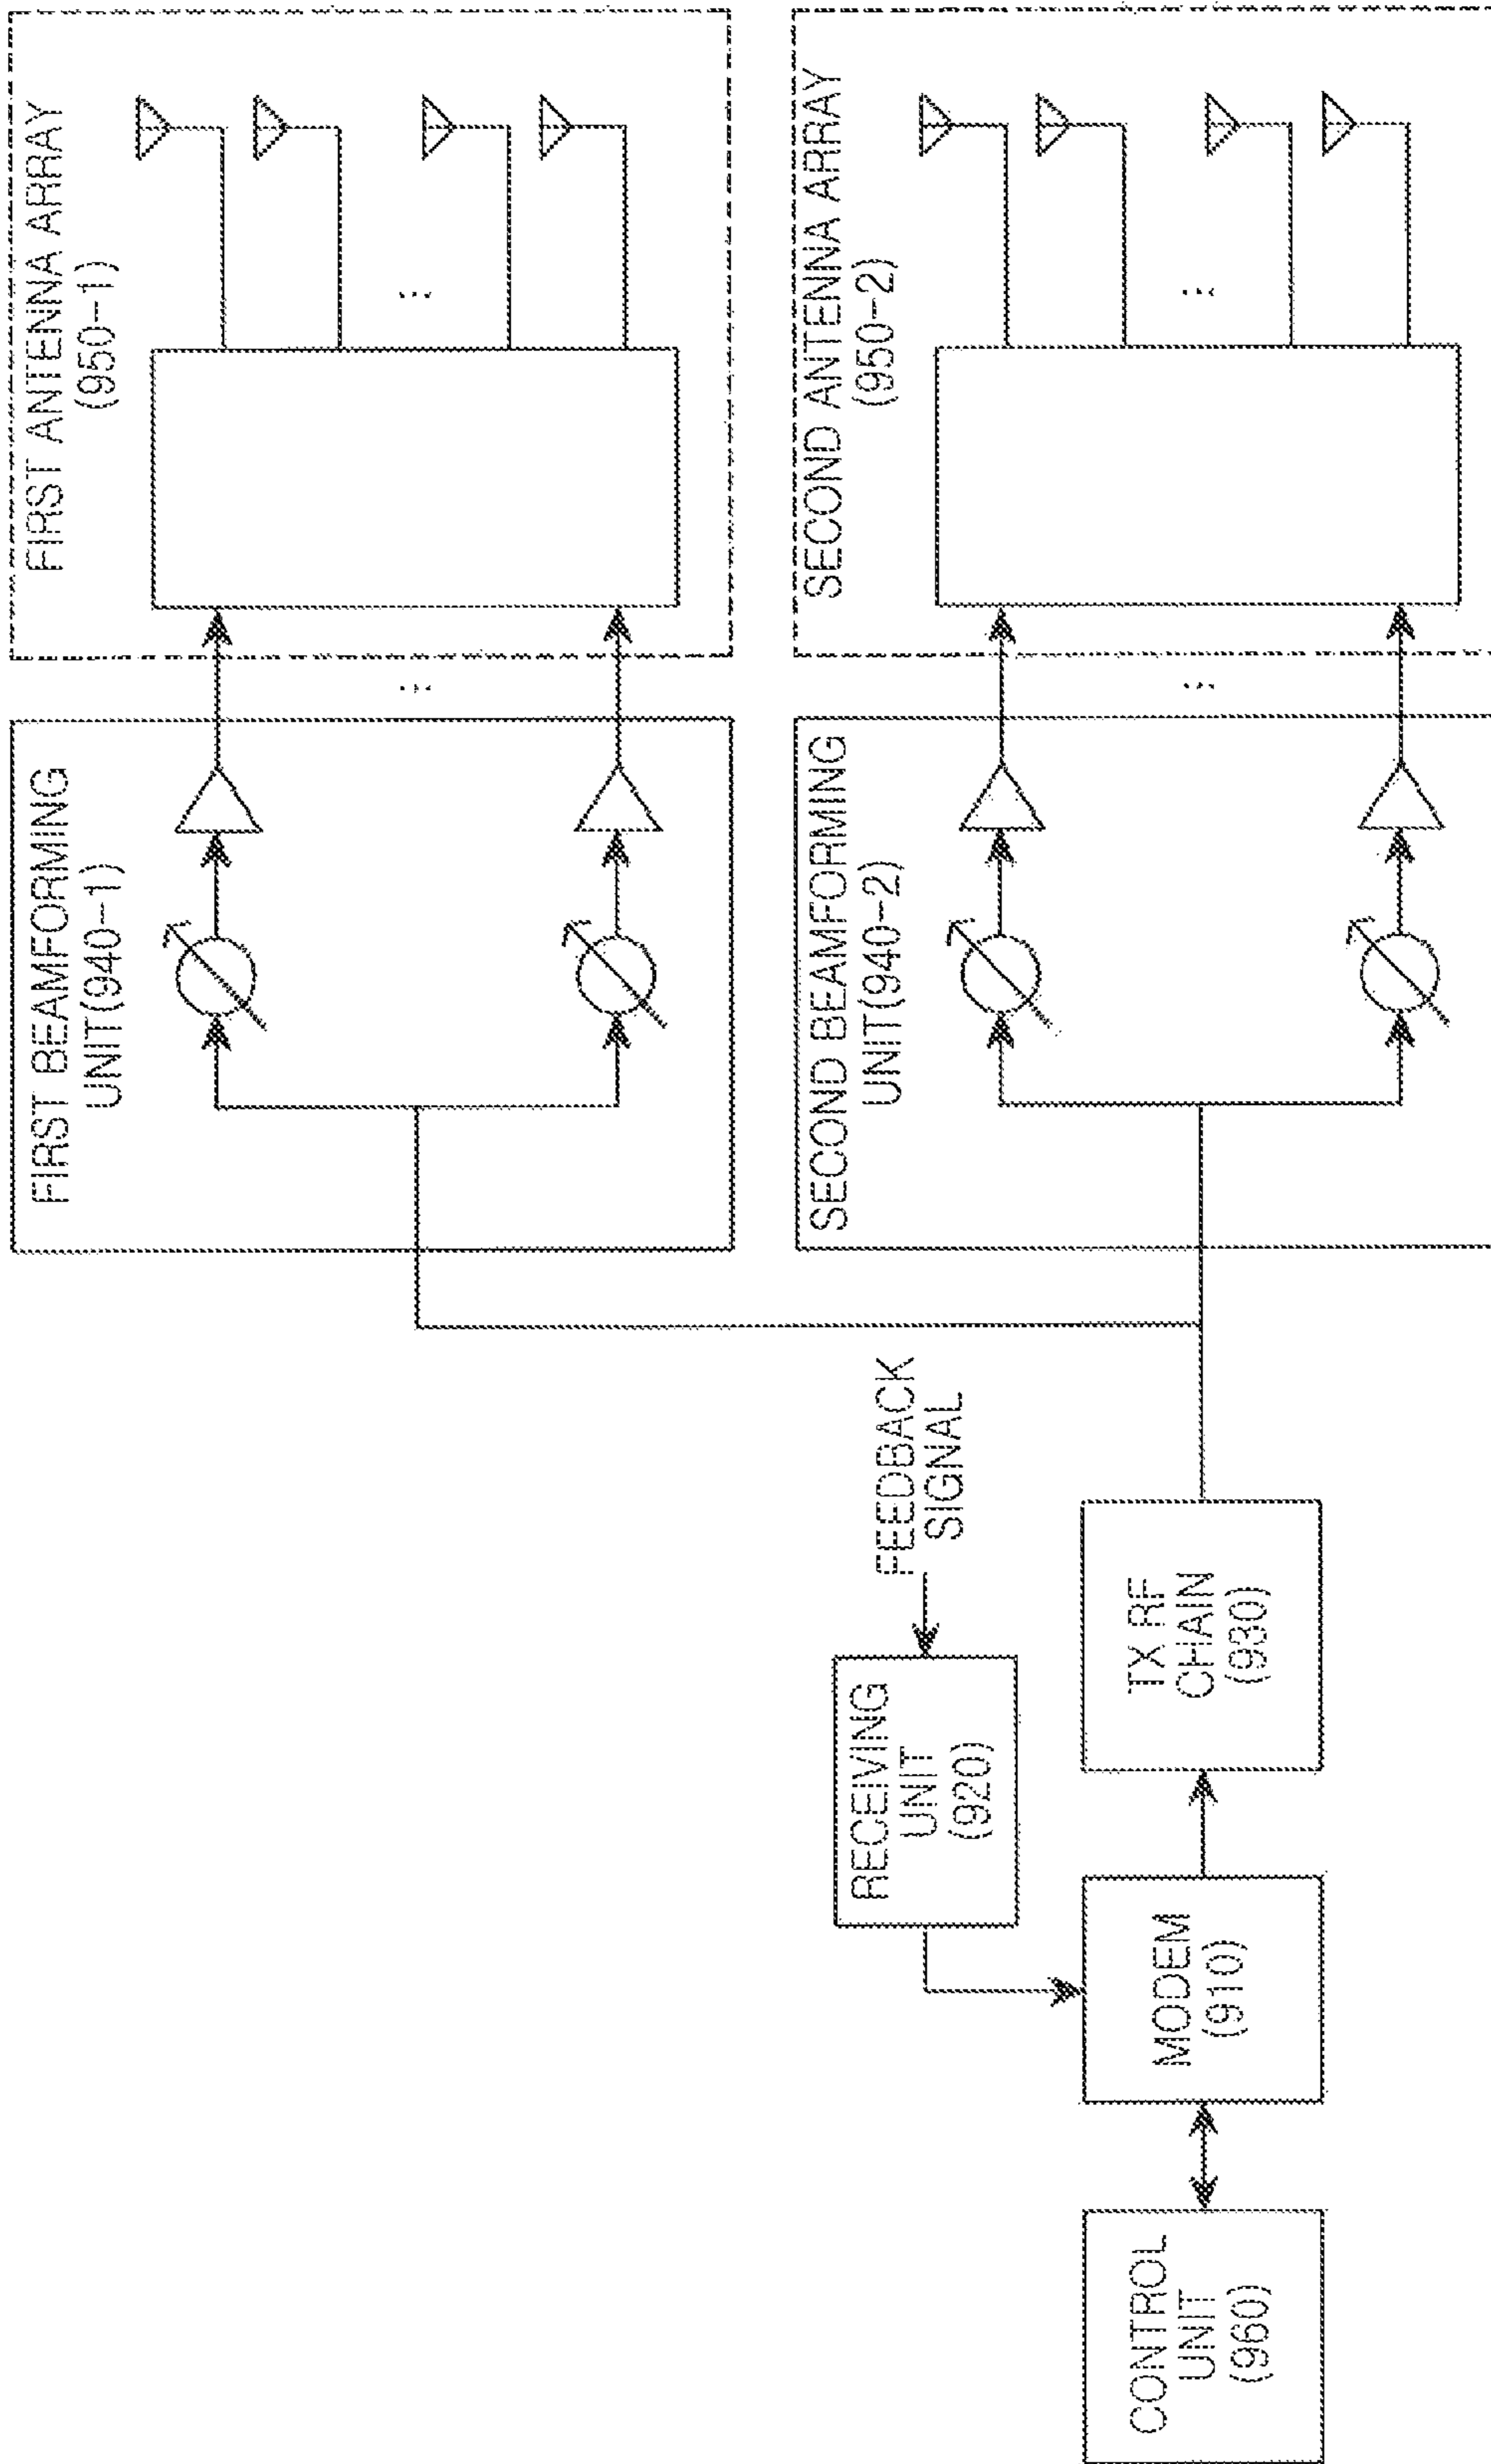 FIRST ANTENNA ARRAY
(950-1)
SECOND ANTENNA ARRAY
(950-2)
FIRST BEAMFORMING
UNIT(940-1)
SECOND BEAMFORMING
UNIT(940-2)
FEEDBACK
SIGNAL
RECEIVING
UNIT
(920)
TX RF
CHAIN
(930)
MODEM
(910)
CONTROL
UNIT
(960)